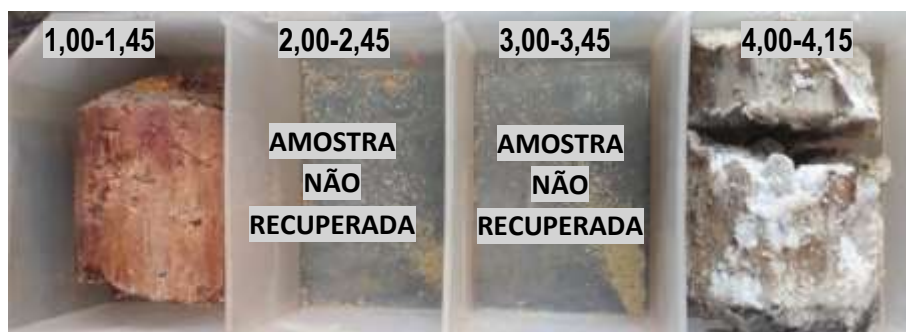 1,00-1,45
2,00-2,45
3,00-3,45
4,00-4,15
AMOSTRA
NÃO
RECUPERADA
AMOSTRA
NÃO
RECUPERADA